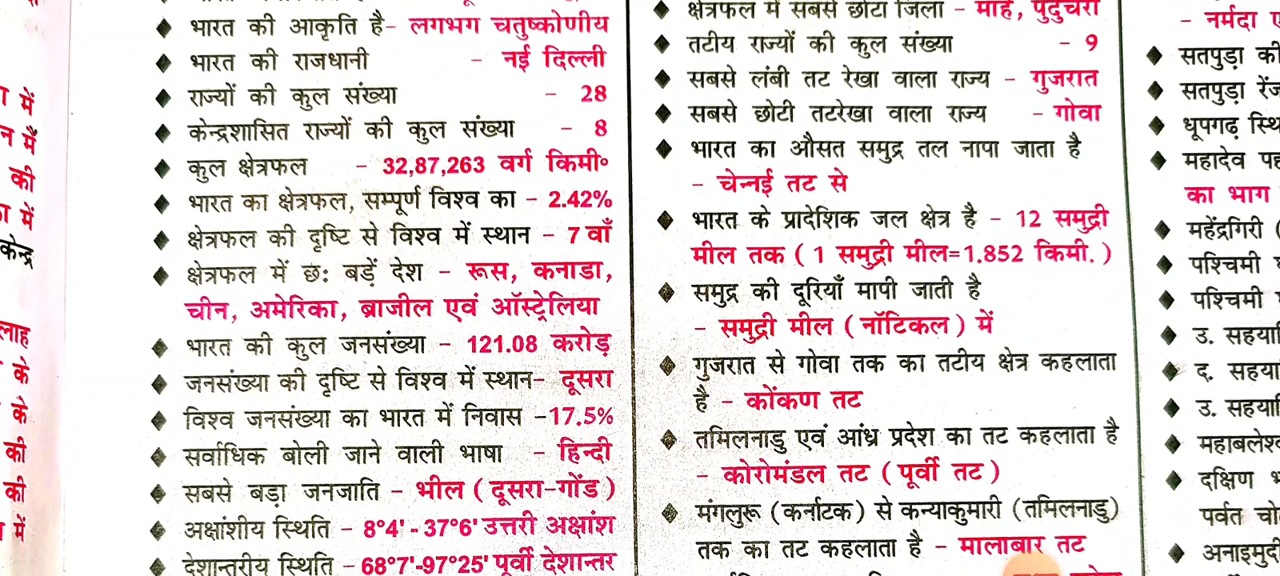 में
न में
की
में
केन्द्र
लाह
के
के
की
की
में
♦ भारत की आकृति है- लगभग चतुष्कोणीय
♦ भारत की राजधानी - नई दिल्ली
♦ राज्यों की कुल संख्या - 28
♦ केन्द्रशासित राज्यों की कुल संख्या - 8
♦ कुल क्षेत्रफल - 32,87,263 वर्ग किमी॰
♦ भारत का क्षेत्रफल, सम्पूर्ण विश्व का - 2.42%
♦ क्षेत्रफल की दृष्टि से विश्व में स्थान - 7 वाँ
♦ क्षेत्रफल में छः बड़ें देश - रूस, कनाडा,
चीन, अमेरिका, ब्राजील एवं ऑस्ट्रेलिया
♦ भारत की कुल जनसंख्या - 121.08 करोड़
♦ जनसंख्या की दृष्टि से विश्व में स्थान- दूसरा
♦ विश्व जनसंख्या का भारत में निवास -17.5%
♦ सर्वाधिक बोली जाने वाली भाषा - हिन्दी
♦ सबसे बड़ा जनजाति - भील ( दूसरा-गोंड )
♦ अक्षांशीय स्थिति - 8°4' - 37°6' उत्तरी अक्षांश
♦ देशान्तरीय स्थिति - 68°7'-97°25' पूर्वी देशान्तर
क्षेत्रफल में सबसे छोटा जिला - माहे, पुदुचेरी
♦ तटीय राज्यों की कुल संख्या - 9
♦ सबसे लंबी तट रेखा वाला राज्य - गुजरात
♦ सबसे छोटी तटरेखा वाला राज्य - गोवा
♦ भारत का औसत समुद्र तल नापा जाता है
- चेन्नई तट से
♦ भारत के प्रादेशिक जल क्षेत्र है - 12 समुद्री
मील तक ( 1 समुद्री मील=1.852 किमी. )
♦ समुद्र की दूरियाँ मापी जाती है
- समुद्री मील ( नॉटिकल ) में
♦ गुजरात से गोवा तक का तटीय क्षेत्र कहलाता
है - कोंकण तट
♦ तमिलनाडु एवं आंध्र प्रदेश का तट कहलाता है
- कोरोमंडल तट ( पूर्वी तट )
♦ मंगलुरू (कर्नाटक) से कन्याकुमारी (तमिलनाडु)
तक का तट कहलाता है - मालाबार तट
- नर्मदा
♦ सतपुड़ा की
♦ सतपुड़ा रेंज
♦ धूपगढ़ स्थि
♦ महादेव पह
का भाग
♦ महेंद्रगिरी (
♦ पश्चिमी
♦ पश्चिमी
♦ उ. सहयाि
♦ द. सहया
♦ उ. सहयाि
♦ महाबलेश्
♦ दक्षिण
पर्वत चो
♦ अनाइमुदी